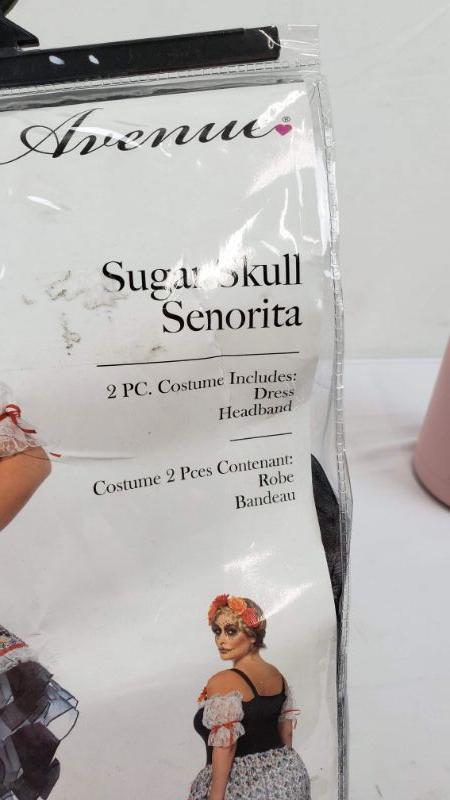 Avenue®
Sugar Skull
Senorita
2 PC. Costume Includes:
Dress
Headband
Costume 2 Pces Contenant:
Robe
Bandeau